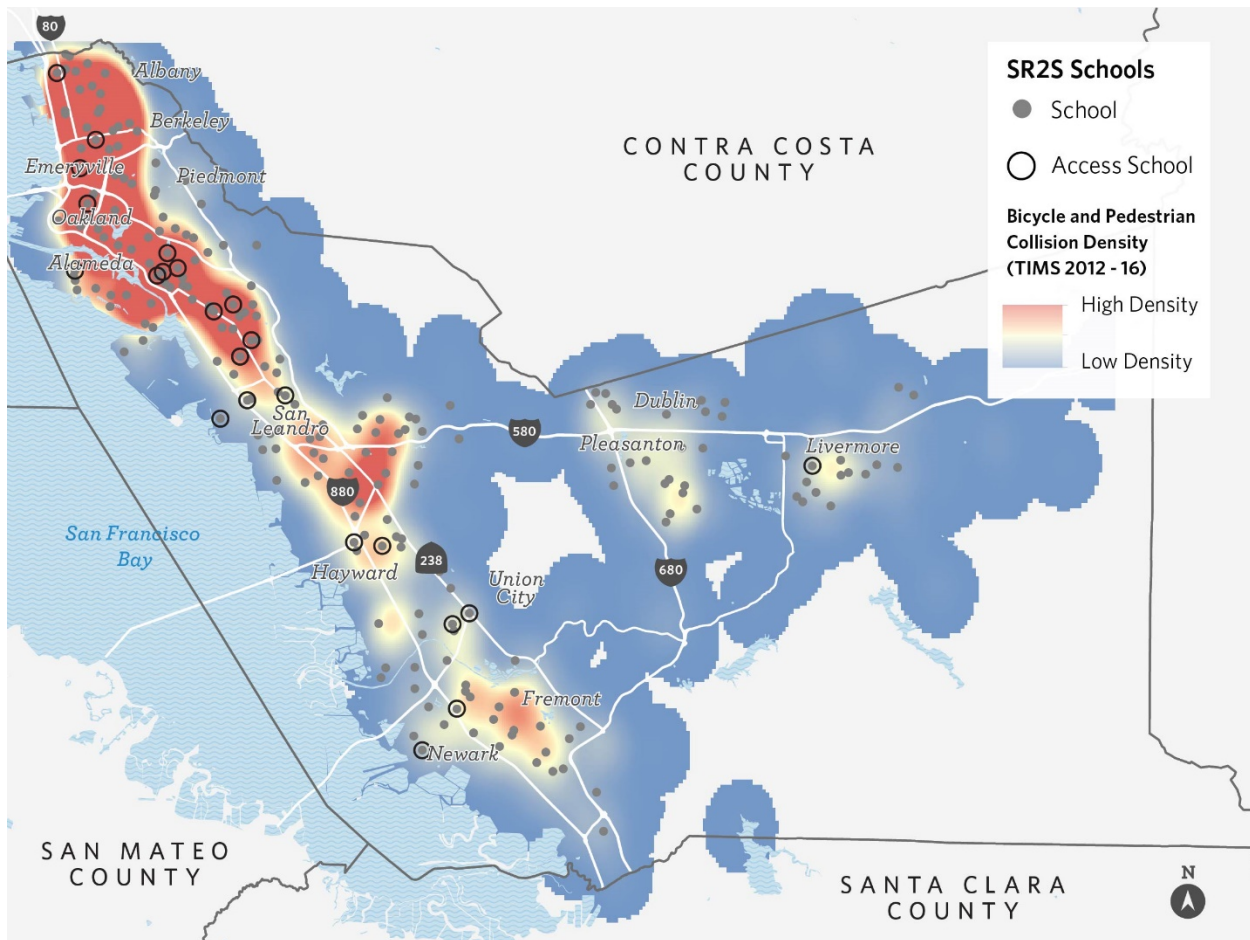 80
Albany
Berkeley
Emeryville
Piedmont
Oakland
Alameda
CONTRA COSTA
COUNTY
SR2S Schools
School
Access School
Bicycle and Pedestrian
Collision Density
(TIMS 2012 - 16)
High Density
Low Density
San
Leandro
580
Dublin
Pleasanton
Livermore
880
San Francisco
Bay
Hayward
238
Union
City
680
Fremont
Newark
SAN MATEO
COUNTY
SANTA CLARA
COUNTY
N